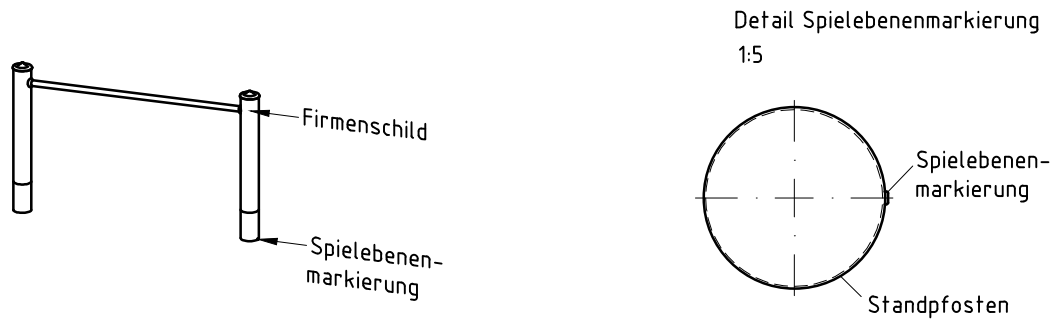 Detail Spielebenenmarkierung
1:5
Firmenschild
Spielebenen-
markierung
Spielebenen-
markierung
Standpfosten